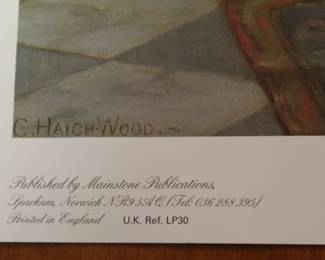 C. HAIGH-WOOD.
Published by Mainstone Publications,
Sparham, Norwich NR9 5AQ (Tel: 036 288 395)
Printed in England U.K. Ref. LP30